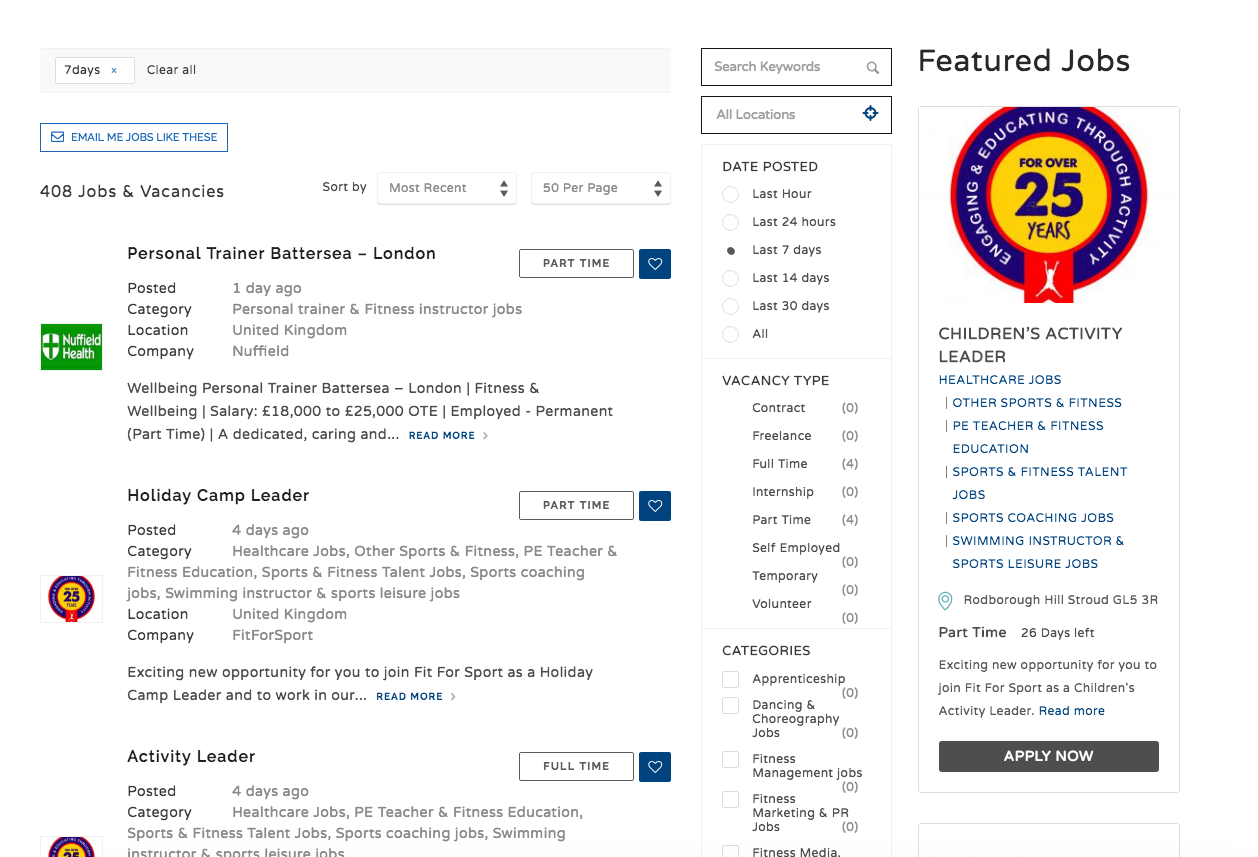 7days ×
Clear all
EMAIL ME JOBS LIKE THESE
408 Jobs & Vacancies
Sort by
Most Recent
50 Per Page
Personal Trainer Battersea – London
PART TIME
Posted 1 day ago
Category Personal trainer & Fitness instructor jobs
Location United Kingdom
Company Nuffield
Nuffield
Health
Wellbeing Personal Trainer Battersea – London | Fitness &
Wellbeing | Salary: £18,000 to £25,000 OTE | Employed - Permanent
(Part Time) | A dedicated, caring and... READ MORE
Holiday Camp Leader
PART TIME
Posted 4 days ago
Category Healthcare Jobs, Other Sports & Fitness, PE Teacher &
Fitness Education, Sports & Fitness Talent Jobs, Sports coaching
jobs, Swimming instructor & sports leisure jobs
Location United Kingdom
Company FitForSport
25
YEARS
Exciting new opportunity for you to join Fit For Sport as a Holiday
Camp Leader and to work in our... READ MORE
Activity Leader
FULL TIME
Posted 4 days ago
Category Healthcare Jobs, PE Teacher & Fitness Education,
Sports & Fitness Talent Jobs, Sports coaching jobs, Swimming
instructor & sports leisure jobs
25
Search Keywords
All Locations
DATE POSTED
Last Hour
Last 24 hours
Last 7 days
Last 14 days
Last 30 days
All
VACANCY TYPE
Contract (0)
Freelance (0)
Full Time (4)
Internship (0)
Part Time (4)
Self Employed
(0)
Temporary
(0)
Volunteer
(0)
CATEGORIES
Apprenticeship
(0)
Dancing &
Choreography
Jobs (0)
Fitness
Management jobs
(0)
Fitness
Marketing & PR
Jobs (0)
Fitness Media,
Featured Jobs
ENGAGING & EDUCATING THROUGH ACTIVITY
FOR OVER
25
YEARS
CHILDREN'S ACTIVITY
LEADER
HEALTHCARE JOBS
| OTHER SPORTS & FITNESS
| PE TEACHER & FITNESS
EDUCATION
| SPORTS & FITNESS TALENT
JOBS
| SPORTS COACHING JOBS
| SWIMMING INSTRUCTOR &
SPORTS LEISURE JOBS
Rodborough Hill Stroud GL5 3R
Part Time 26 Days left
Exciting new opportunity for you to
join Fit For Sport as a Children's
Activity Leader. Read more
APPLY NOW